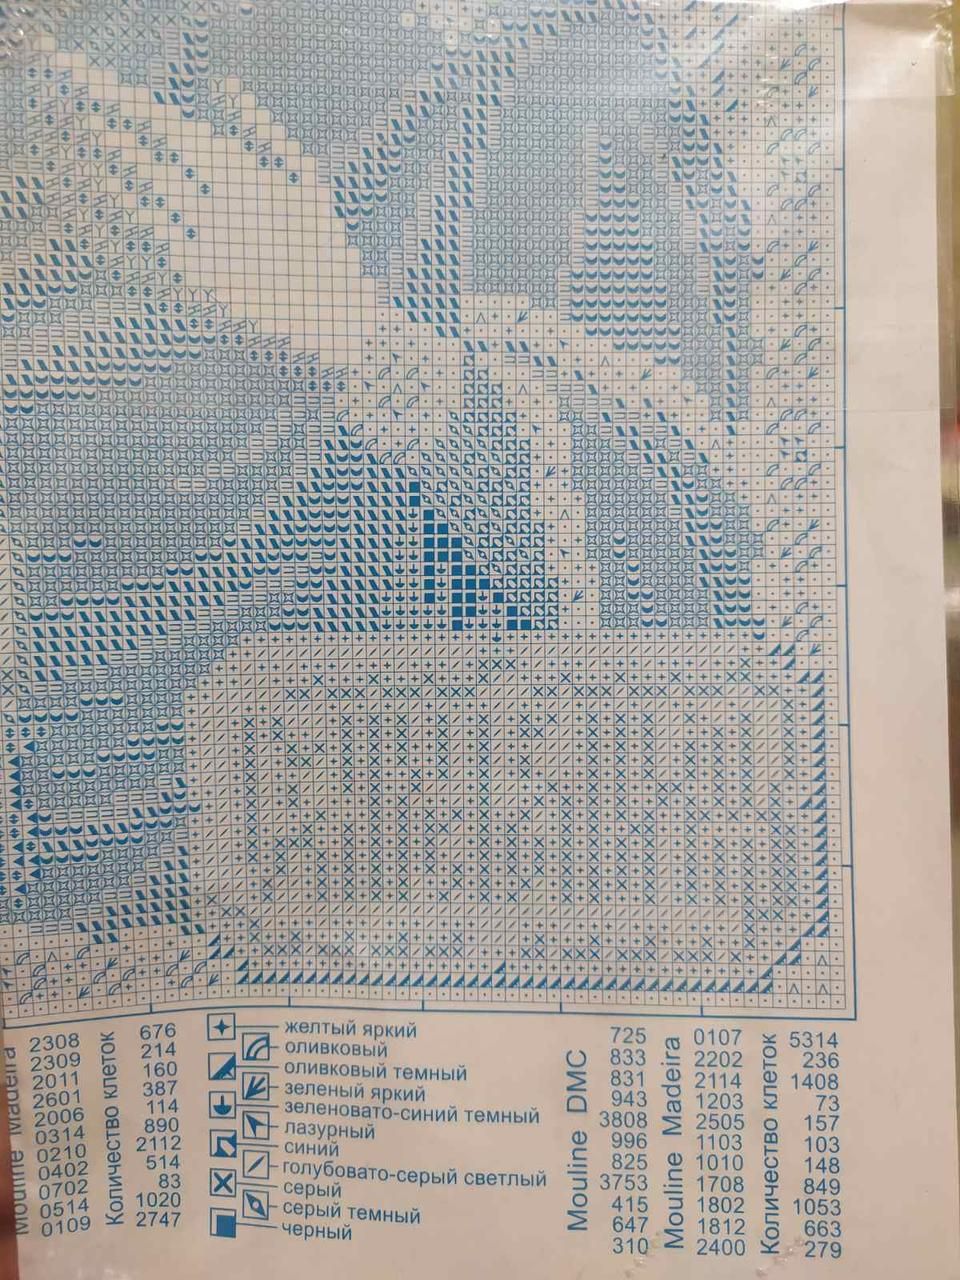 2308 676 желтый яркий 725 0107 5314
2309 214 оливковый 833 2202 236
2011 160 оливковый темный 831 2114 1408
2601 387 зеленый яркий 943 1203 73
2006 114 зеленовато-синий темный 3808 2505 157
0314 890 лазурный 996 1103 103
0210 2112 синий 825 1010 148
0402 514 голубовато-серый светлый 3753 1708 849
0702 83 серый 415 1802 1053
0514 1020 серый темный 647 1812 663
0109 2747 черный 310 2400 279
Mouline Madeira
Количество клеток
Mouline DMC
Mouline Madeira
Количество клеток